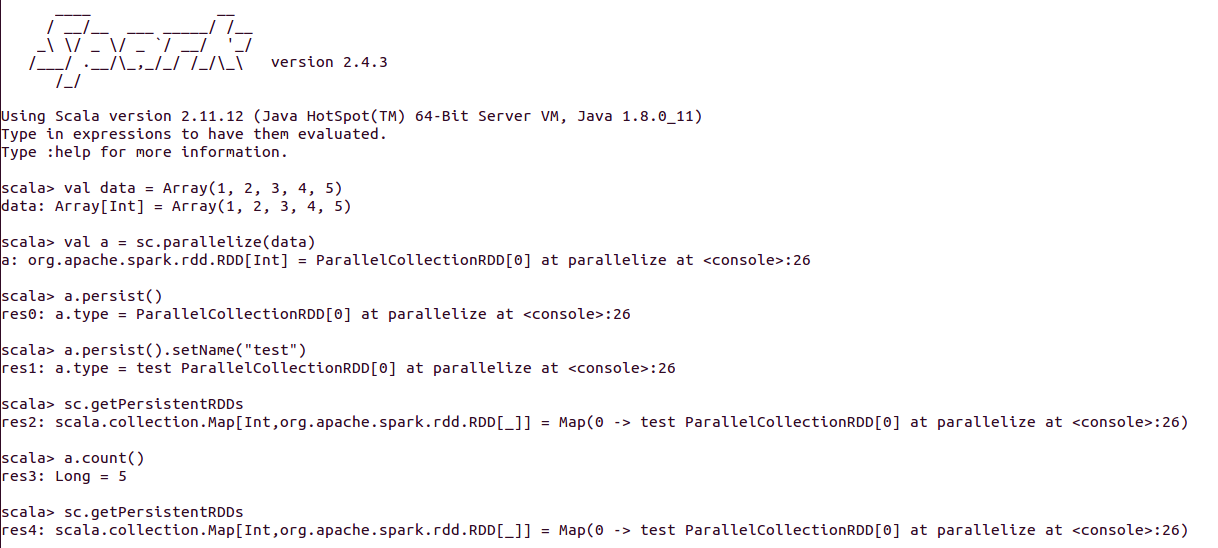 ____              __
     / __/__  ___ _____/ /__
    _\ \/ _ \/ _ `/ __/  '_/
   /___/ .__/\_,_/_/ /_/\_\   version 2.4.3
      /_/
Using Scala version 2.11.12 (Java HotSpot(TM) 64-Bit Server VM, Java 1.8.0_11)
Type in expressions to have them evaluated.
Type :help for more information.
scala> val data = Array(1, 2, 3, 4, 5)
data: Array[Int] = Array(1, 2, 3, 4, 5)
scala> val a = sc.parallelize(data)
a: org.apache.spark.rdd.RDD[Int] = ParallelCollectionRDD[0] at parallelize at <console>:26
scala> a.persist()
res0: a.type = ParallelCollectionRDD[0] at parallelize at <console>:26
scala> a.persist().setName("test")
res1: a.type = test ParallelCollectionRDD[0] at parallelize at <console>:26
scala> sc.getPersistentRDDs
res2: scala.collection.Map[Int,org.apache.spark.rdd.RDD[_]] = Map(0 -> test ParallelCollectionRDD[0] at parallelize at <console>:26)
scala> a.count()
res3: Long = 5
scala> sc.getPersistentRDDs
res4: scala.collection.Map[Int,org.apache.spark.rdd.RDD[_]] = Map(0 -> test ParallelCollectionRDD[0] at parallelize at <console>:26)